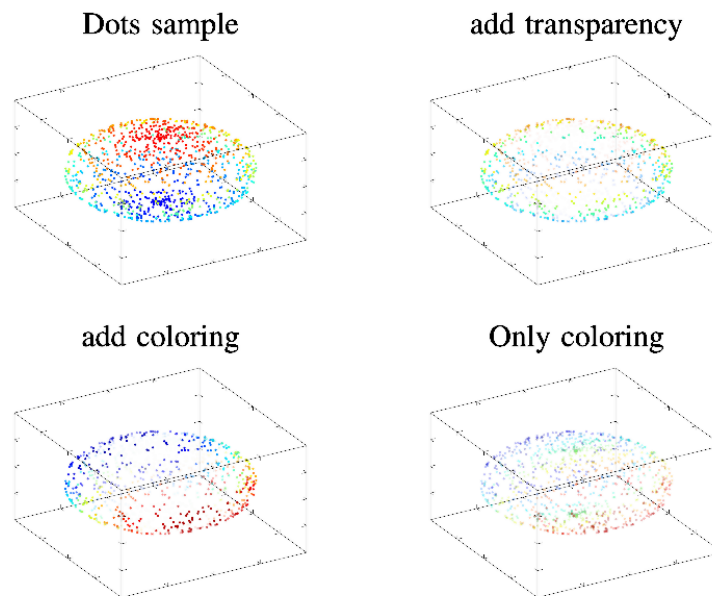 Dots sample
add transparency
add coloring
Only coloring